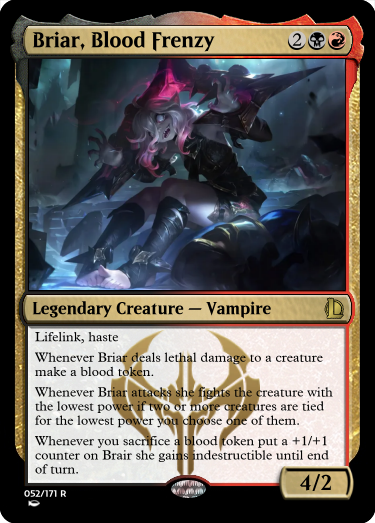 Briar, Blood Frenzy 2
Legendary Creature — Vampire
Lifelink, haste
Whenever Briar deals lethal damage to a creature
make a blood token.
Whenever Briar attacks she fights the creature with
the lowest power if two or more creatures are tied
for the lowest power you choose one of them.
Whenever you sacrifice a blood token put a +1/+1
counter on Brair she gains indestructible until end
of turn.
4/2
052/171 R